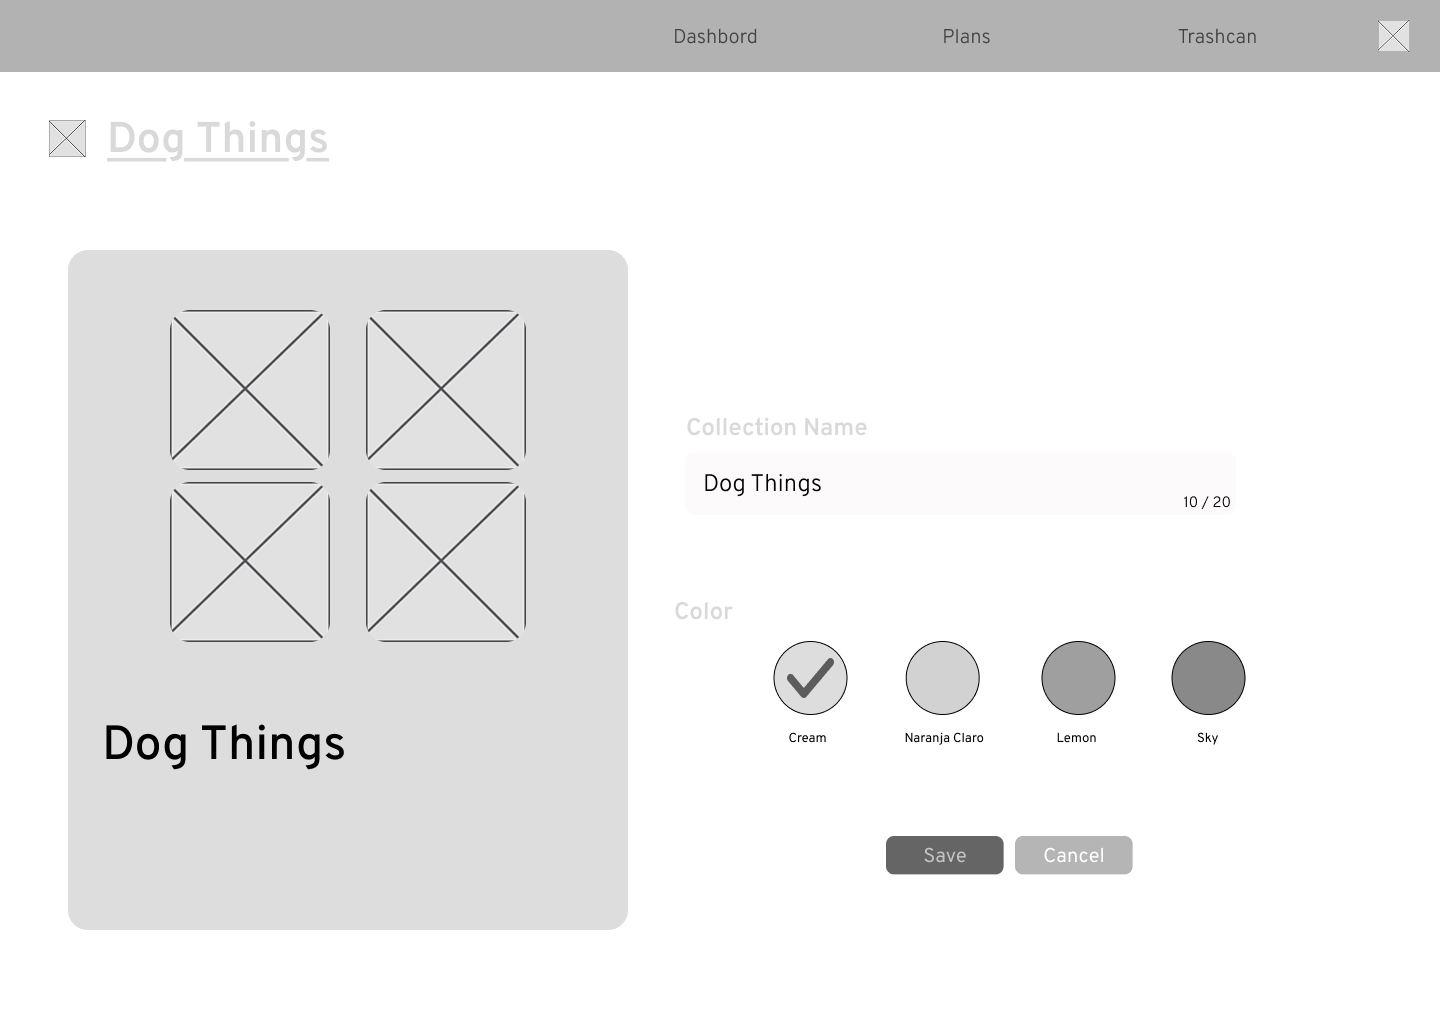 Dashbord Plans Trashcan
Dog Things
Collection Name
Dog Things
10 / 20
Color
Cream Naranja Claro Lemon Sky
Dog Things
Save Cancel